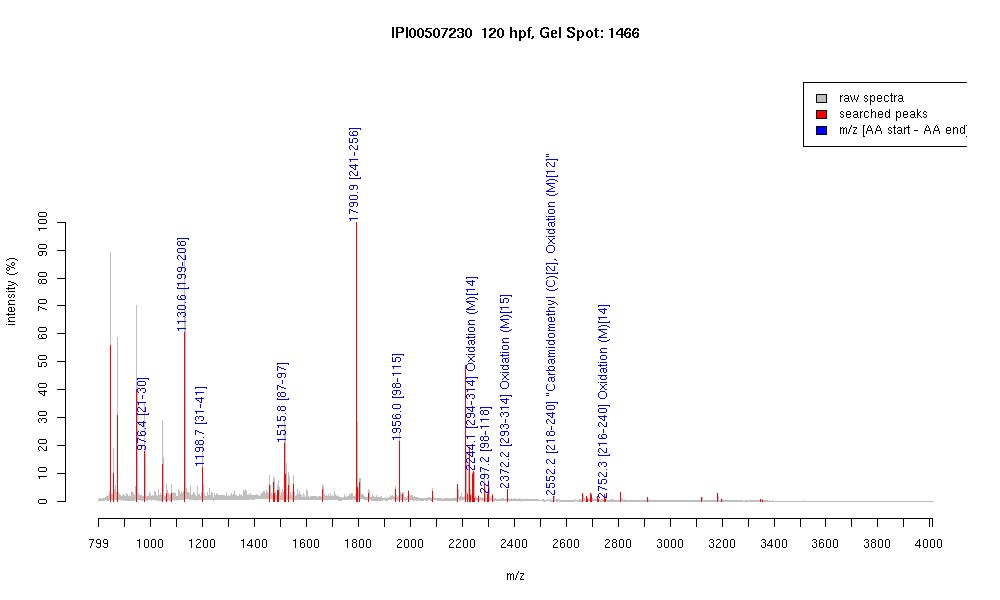 IPI00507230 120 hpf, Gel Spot: 1466
raw spectra
searched peaks
m/z [AA start - AA end]
intensity (%)
100
90
80
70
60
50
40
30
20
10
0
976.4 [21-30]
1130.6 [199-208]
1198.7 [31-41]
1515.8 [87-97]
1790.9 [241-256]
1956.0 [98-115]
2244.1 [294-314] Oxidation (M)[14]
2297.2 [98-118]
2372.2 [293-314] Oxidation (M)[15]
2552.2 [218-240] "Carbamidomethyl (C)[2], Oxidation (M)[12]"
2752.3 [216-240] Oxidation (M)[14]
799 1000 1200 1400 1600 1800 2000 2200 2400 2600 2800 3000 3200 3400 3600 3800 4000
m/z